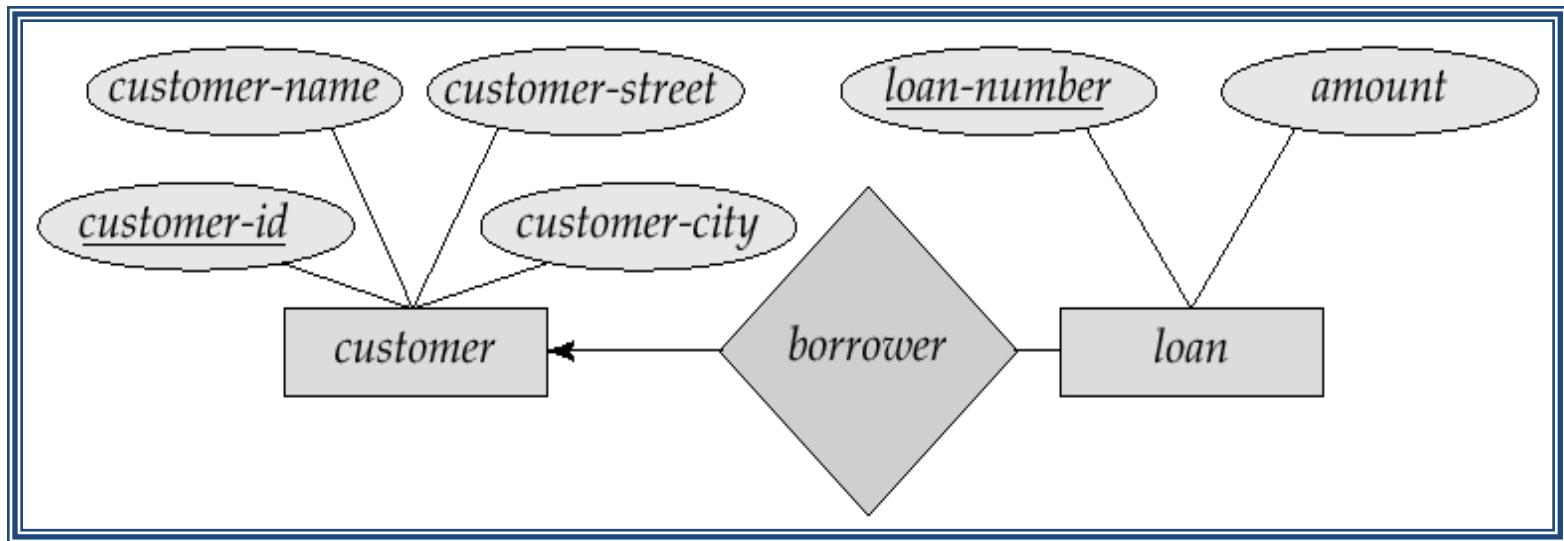 customer-name
customer-street
loan-number
amount
customer-id
customer-city
customer
borrower
loan